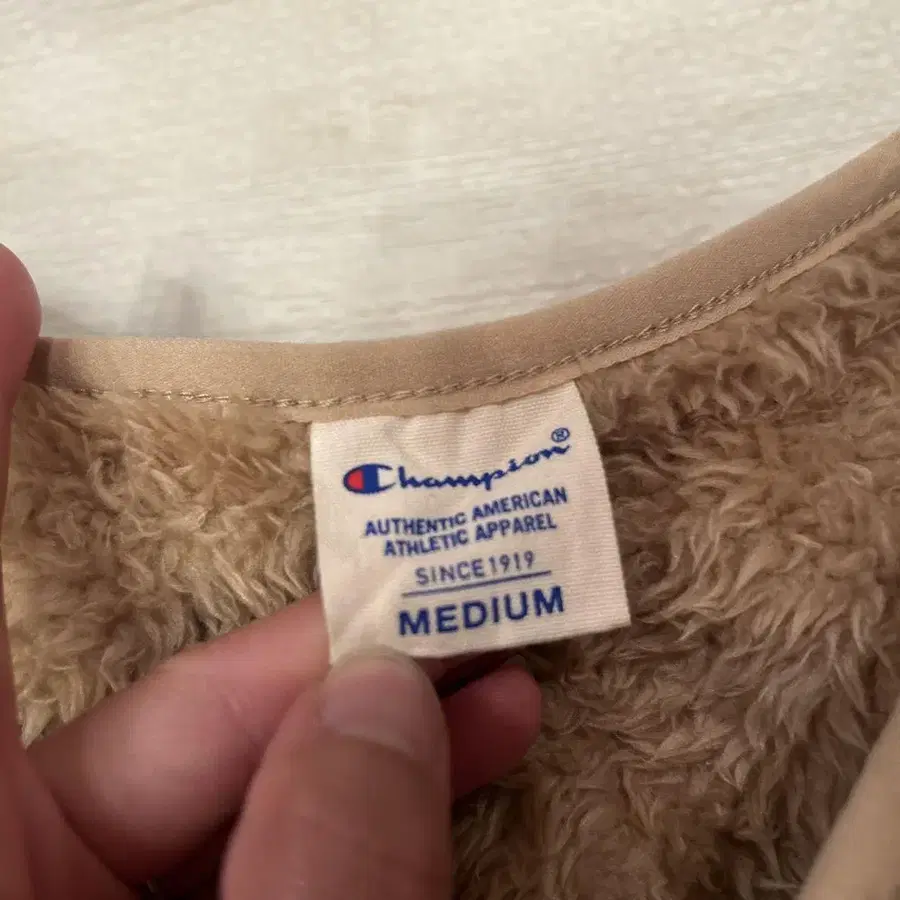 Champion®
AUTHENTIC AMERICAN
ATHLETIC APPAREL
SINCE 1919
MEDIUM